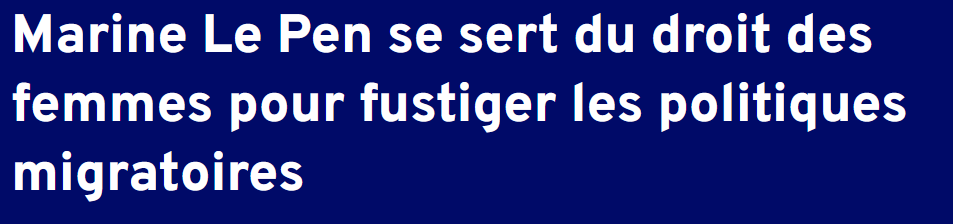 Marine Le Pen se sert du droit des
femmes pour fustiger les politiques
migratoires